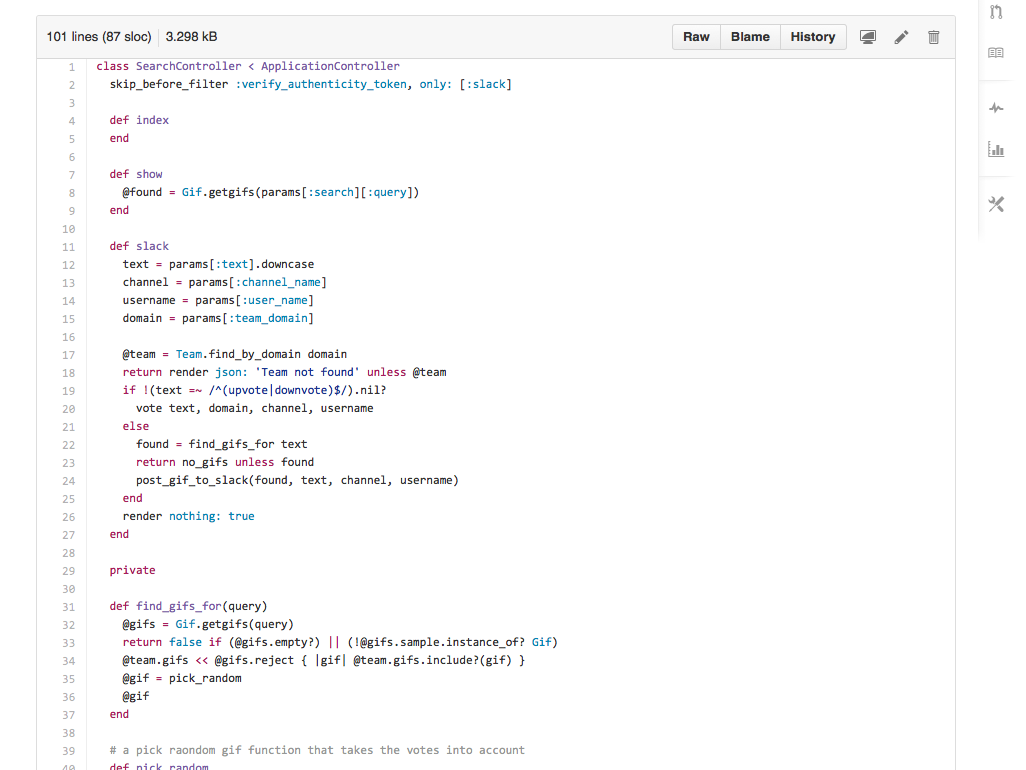 101 lines (87 sloc) 3.298 kB Raw Blame History
1 class SearchController < ApplicationController
2 skip_before_filter :verify_authenticity_token, only: [:slack]
3
4 def index
5 end
6
7 def show
8 @found = Gif.getgifs(params[:search][:query])
9 end
10
11 def slack
12 text = params[:text].downcase
13 channel = params[:channel_name]
14 username = params[:user_name]
15 domain = params[:team_domain]
16
17 @team = Team.find_by_domain domain
18 return render json: 'Team not found' unless @team
19 if !(text =~ /^(upvote|downvote)$/).nil?
20 vote text, domain, channel, username
21 else
22 found = find_gifs_for text
23 return no_gifs unless found
24 post_gif_to_slack(found, text, channel, username)
25 end
26 render nothing: true
27 end
28
29 private
30
31 def find_gifs_for(query)
32 @gifs = Gif.getgifs(query)
33 return false if (@gifs.empty?) || (!@gifs.sample.instance_of? Gif)
34 @team.gifs << @gifs.reject { |gif| @team.gifs.include?(gif) }
35 @gif = pick_random
36 @gif
37 end
38
39 # a pick raondom gif function that takes the votes into account
40 def pick_random